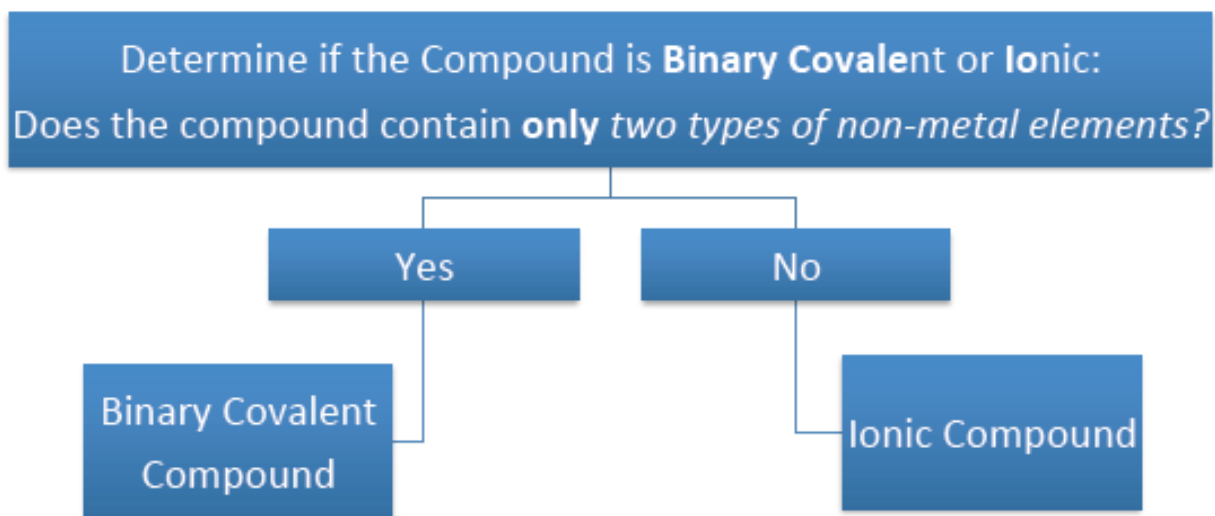 Determine if the Compound is Binary Covalent or Ionic:
Does the compound contain only two types of non-metal elements?
Yes
No
Binary Covalent
Compound
Ionic Compound